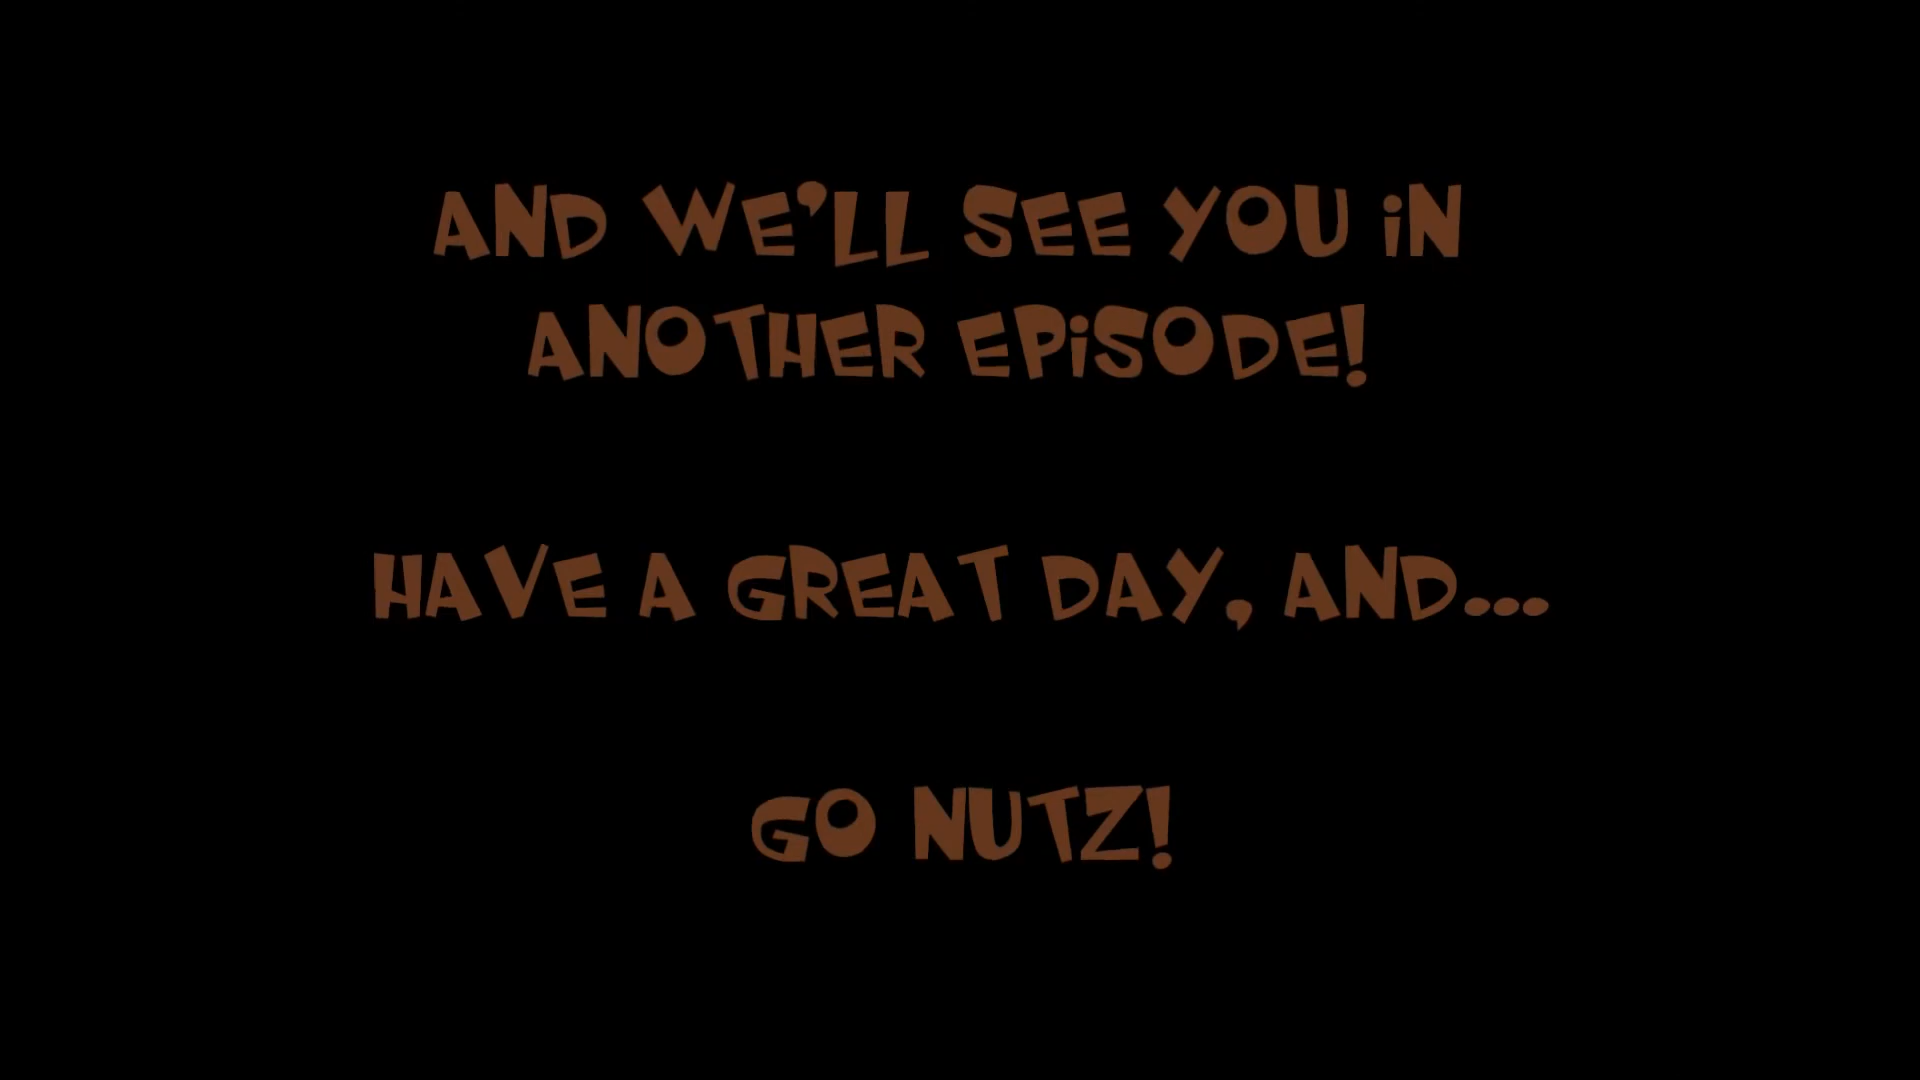 AND WE'LL SEE YOU iN
ANOTHER EPiSODE!
HAVE A GREAT DAY, AND...
GO NUTZ!